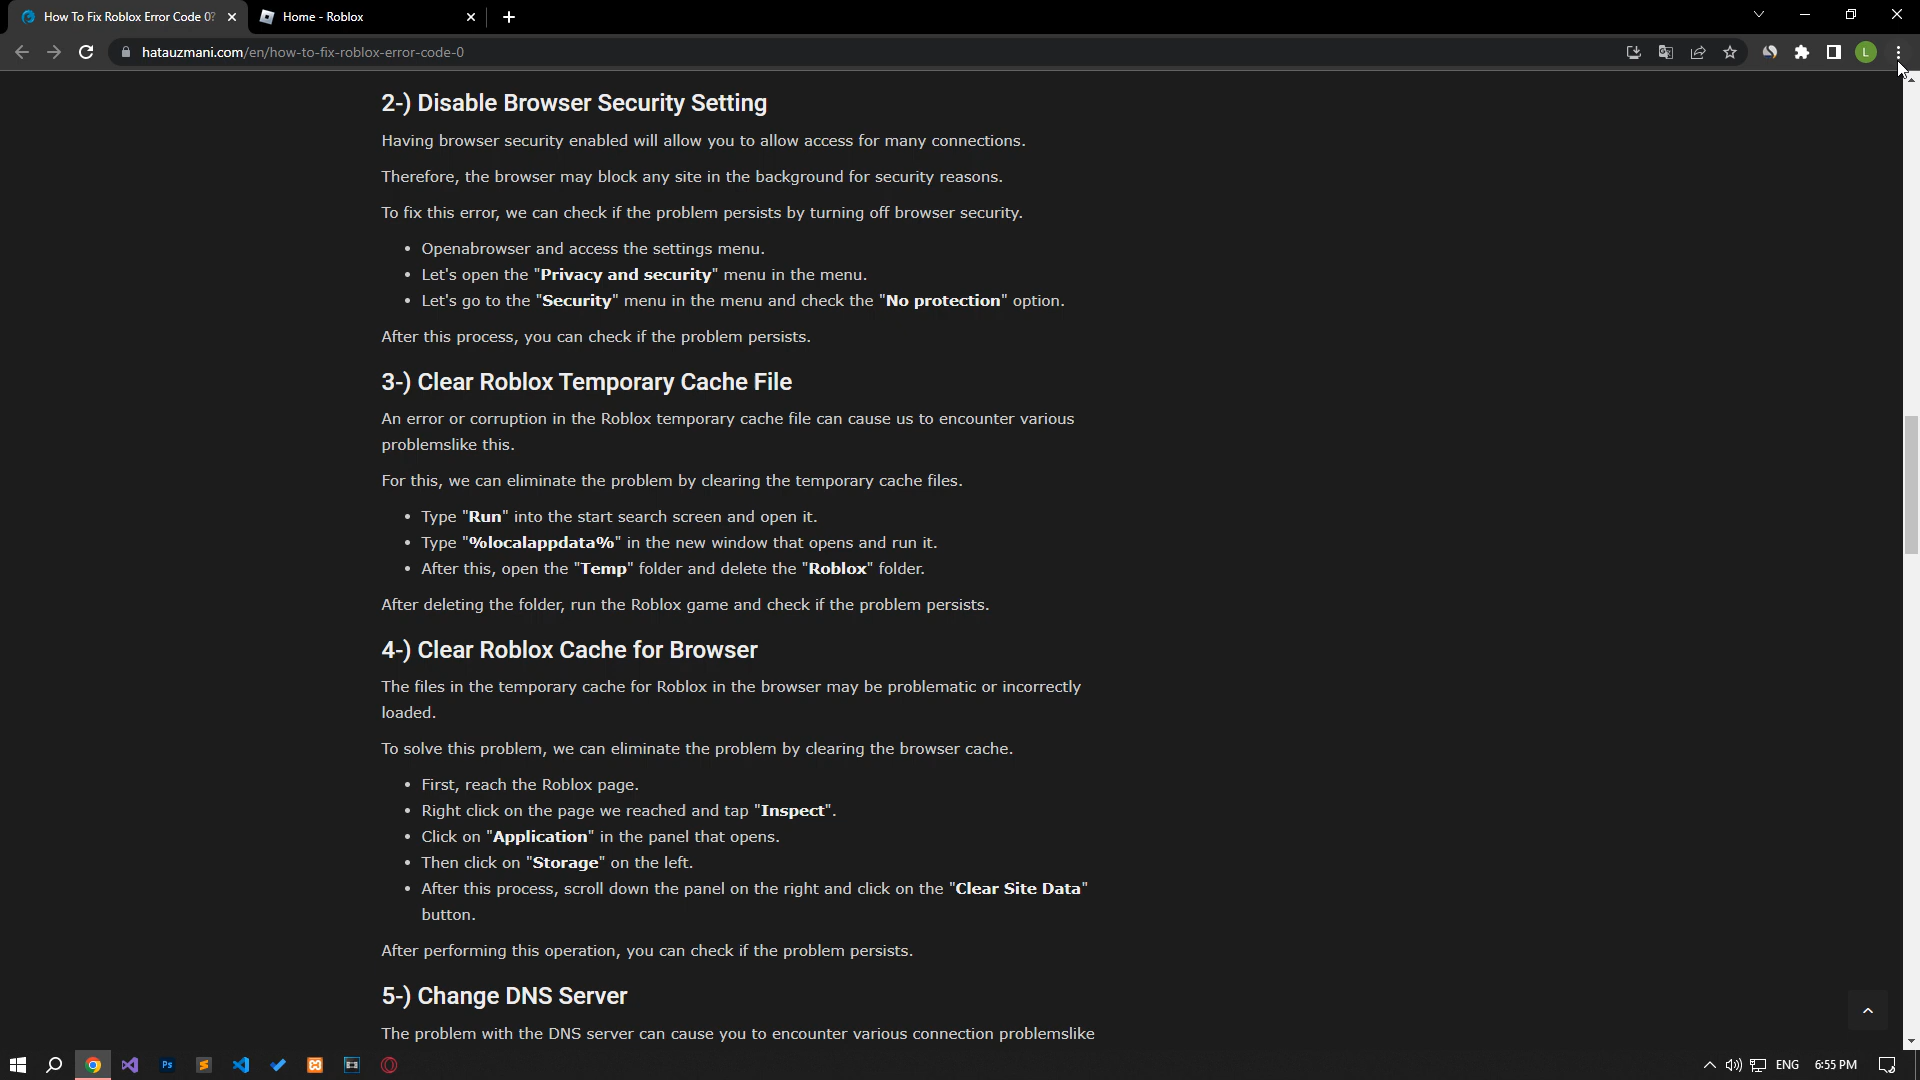 How To Fix Roblox Error Code 0?
Home - Roblox
hatauzmani.com/en/how-to-fix-roblox-error-code-0
L
2-) Disable Browser Security Setting
Having browser security enabled will allow you to allow access for many connections.
Therefore, the browser may block any site in the background for security reasons.
To fix this error, we can check if the problem persists by turning off browser security.
• Openabrowser and access the settings menu.
• Let's open the "Privacy and security" menu in the menu.
• Let's go to the "Security" menu in the menu and check the "No protection" option.
After this process, you can check if the problem persists.
3-) Clear Roblox Temporary Cache File
An error or corruption in the Roblox temporary cache file can cause us to encounter various
problemslike this.
For this, we can eliminate the problem by clearing the temporary cache files.
• Type "Run" into the start search screen and open it.
• Type "%localappdata%" in the new window that opens and run it.
• After this, open the "Temp" folder and delete the "Roblox" folder.
After deleting the folder, run the Roblox game and check if the problem persists.
4-) Clear Roblox Cache for Browser
The files in the temporary cache for Roblox in the browser may be problematic or incorrectly
loaded.
To solve this problem, we can eliminate the problem by clearing the browser cache.
• First, reach the Roblox page.
• Right click on the page we reached and tap "Inspect".
• Click on "Application" in the panel that opens.
• Then click on "Storage" on the left.
• After this process, scroll down the panel on the right and click on the "Clear Site Data"
button.
After performing this operation, you can check if the problem persists.
5-) Change DNS Server
The problem with the DNS server can cause you to encounter various connection problemslike
Ps
ENG
6:55 PM